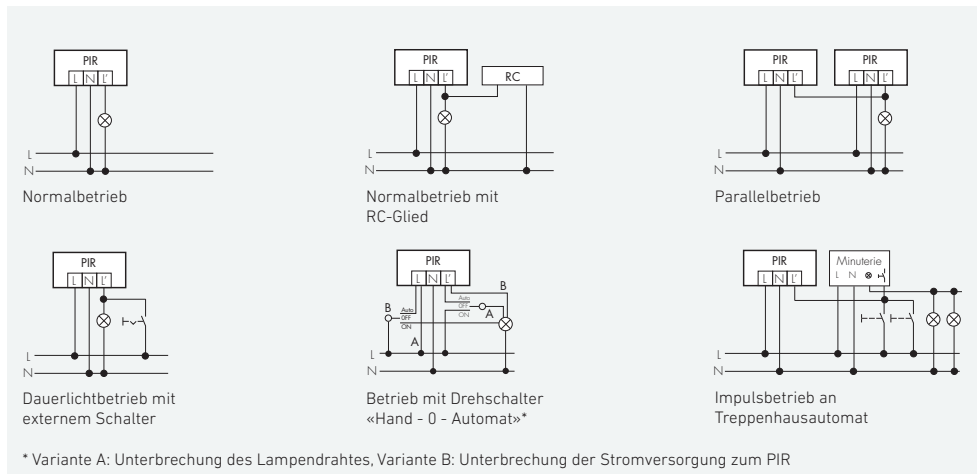 PIR
L N L'
L
N
Normalbetrieb
PIR
L N L'
RC
L
N
Normalbetrieb mit
RC-Glied
PIR
L N L'
PIR
L N L'
L
N
Parallelbetrieb
PIR
L N L'
L
N
Dauerlichtbetrieb mit
externem Schalter
PIR
L N L'
B
Auto
OFF
ON
A
Auto
OFF
ON
A
B
L
N
Betrieb mit Drehschalter
«Hand - 0 - Automat»*
PIR
L N L'
Minuterie
L N
L
N
Impulsbetrieb an
Treppenhausautomat
* Variante A: Unterbrechung des Lampendrahtes, Variante B: Unterbrechung der Stromversorgung zum PIR